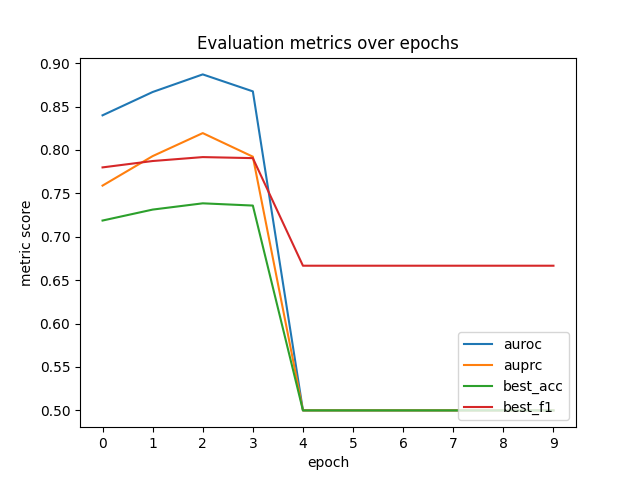 Evaluation metrics over epochs
metric score
0.90
0.85
0.80
0.75
0.70
0.65
0.60
0.55
0.50
auroc
auprc
best_acc
best_f1
0 1 2 3 4 5 6 7 8 9
epoch